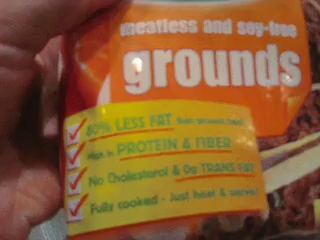 meatless and soy-free
grounds
80% LESS FAT than ground beef
High in PROTEIN & FIBER
No Cholesterol & 0g TRANS FAT
Fully cooked - Just heat & serve!